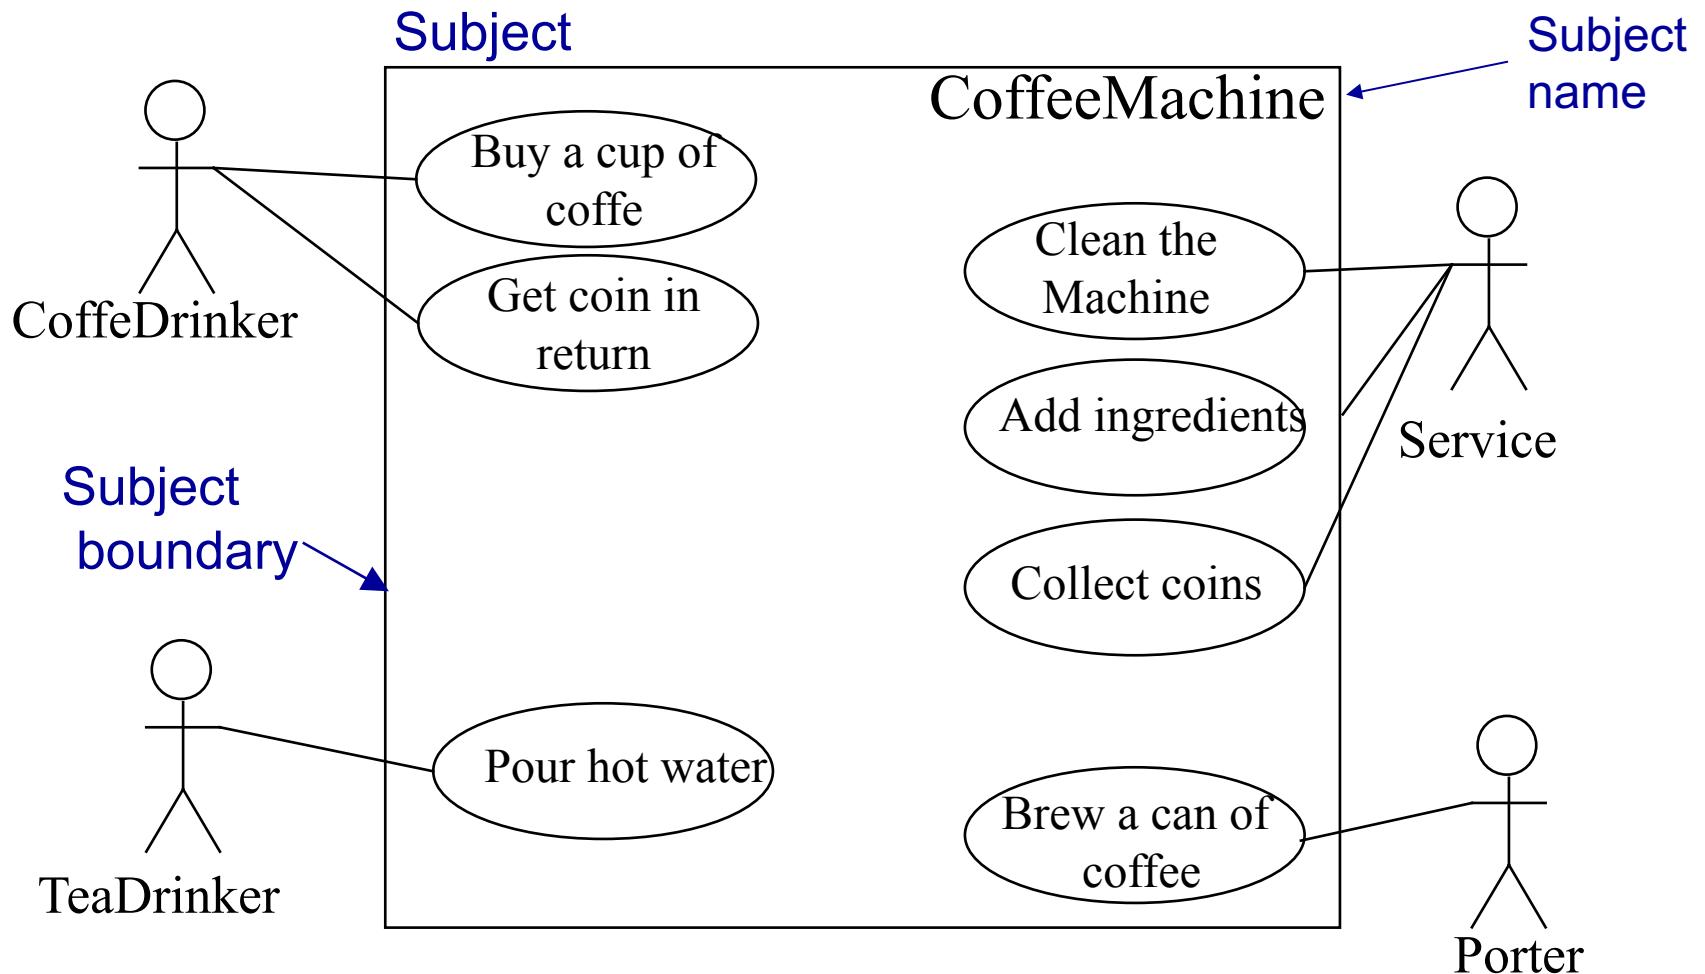 Subject
Subject
name
CoffeeMachine
Buy a cup of
coffe
Clean the
Machine
Get coin in
return
CoffeDrinker
Add ingredients
Service
Subject
boundary
Collect coins
Pour hot water
Brew a can of
coffee
TeaDrinker
Porter